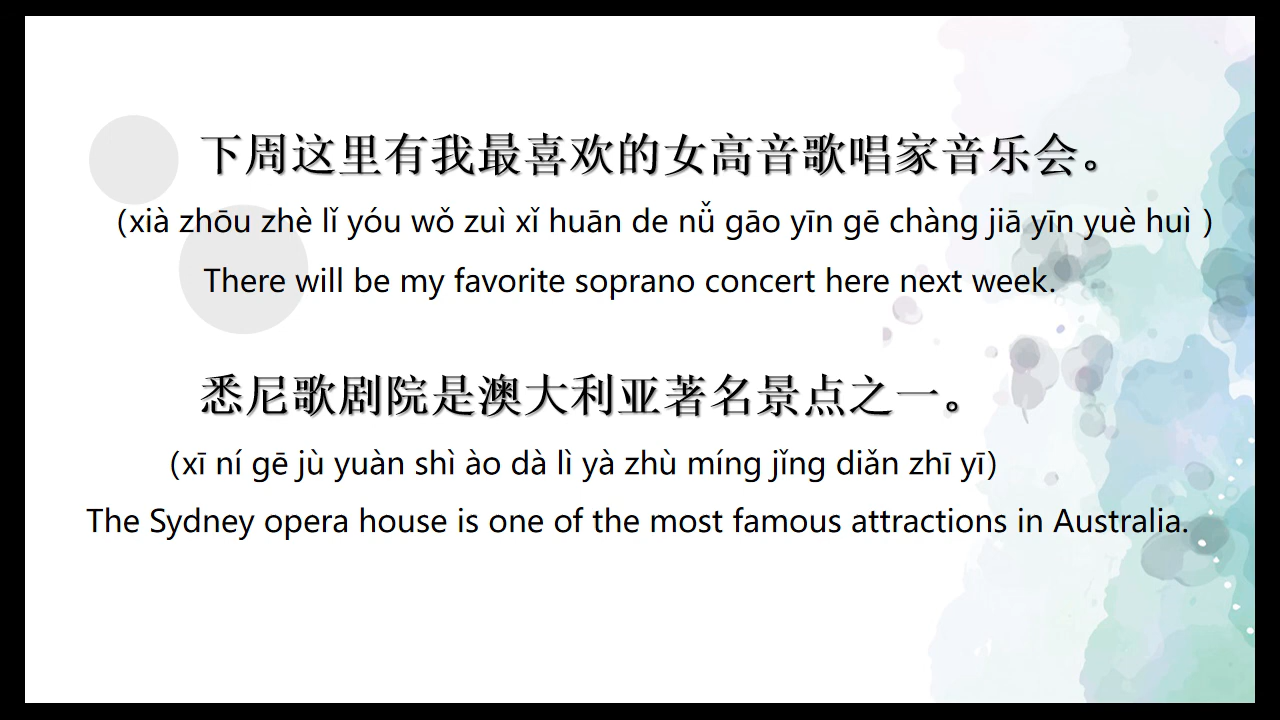 下周这里有我最喜欢的女高音歌唱家音乐会。
（xià zhōu zhè lǐ yóu wǒ zuì xǐ huān de nǚ gāo yīn gē chàng jiā yīn yuè huì ）
There will be my favorite soprano concert here next week.
悉尼歌剧院是澳大利亚著名景点之一。
（xī ní gē jù yuàn shì ào dà lì yà zhù míng jǐng diǎn zhī yī）
The Sydney opera house is one of the most famous attractions in Australia.